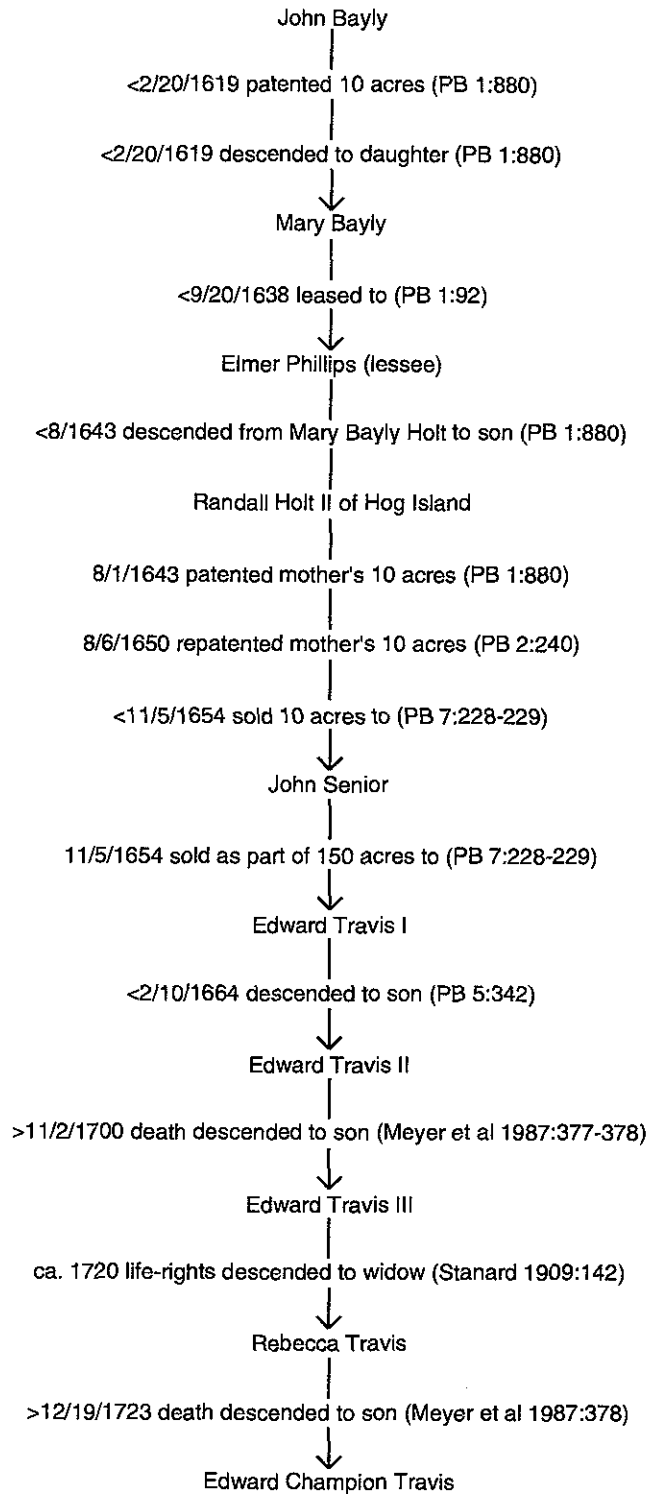 John Bayly
<2/20/1619 patented 10 acres (PB 1:880)
<2/20/1619 descended to daughter (PB 1:880)
Mary Bayly
<9/20/1638 leased to (PB 1:92)
Elmer Phillips (lessee)
<8/1643 descended from Mary Bayly Holt to son (PB 1:880)
Randall Holt II of Hog Island
8/1/1643 patented mother's 10 acres (PB 1:880)
8/6/1650 repatented mother's 10 acres (PB 2:240)
<11/5/1654 sold 10 acres to (PB 7:228-229)
John Senior
11/5/1654 sold as part of 150 acres to (PB 7:228-229)
Edward Travis I
<2/10/1664 descended to son (PB 5:342)
Edward Travis II
>11/2/1700 death descended to son (Meyer et al 1987:377-378)
Edward Travis III
ca. 1720 life-rights descended to widow (Stanard 1909:142)
Rebecca Travis
>12/19/1723 death descended to son (Meyer et al 1987:378)
Edward Champion Travis